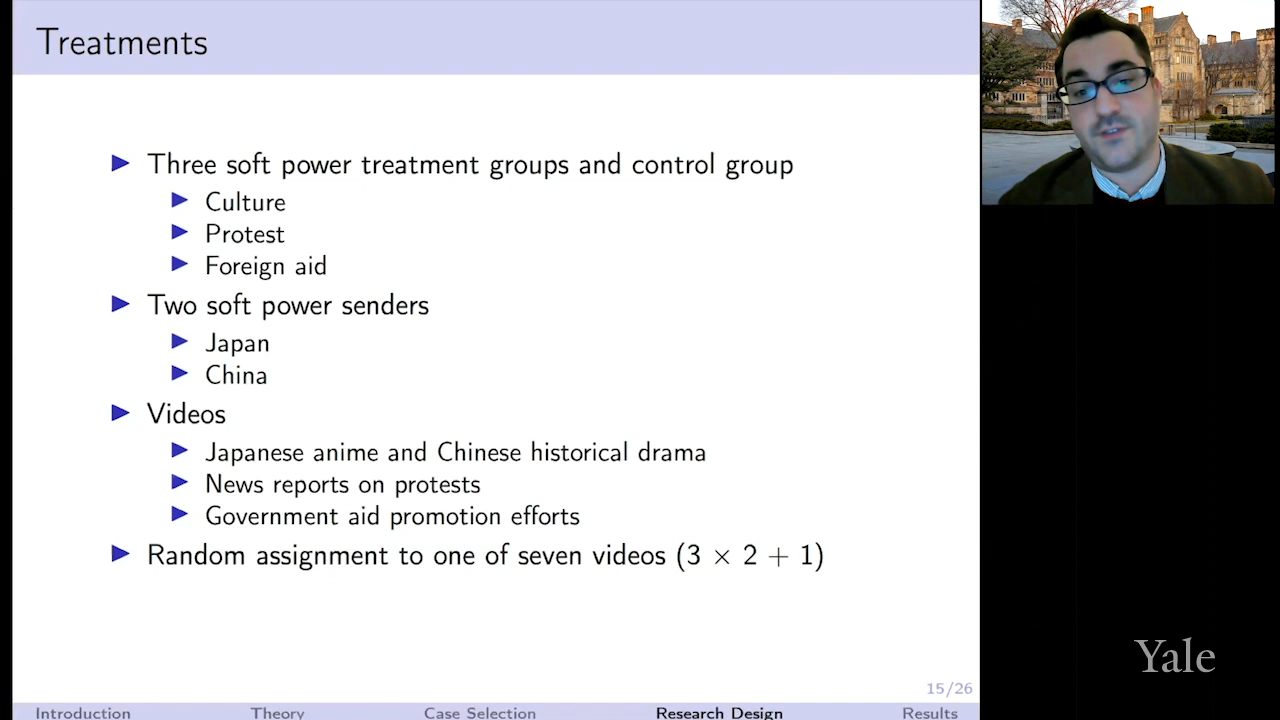 Treatments
Three soft power treatment groups and control group
Culture
Protest
Foreign aid
Two soft power senders
Japan
China
Videos
Japanese anime and Chinese historical drama
News reports on protests
Government aid promotion efforts
Random assignment to one of seven videos (3 × 2 + 1)
Yale
15/26
Introduction Theory Case Selection Research Design Results